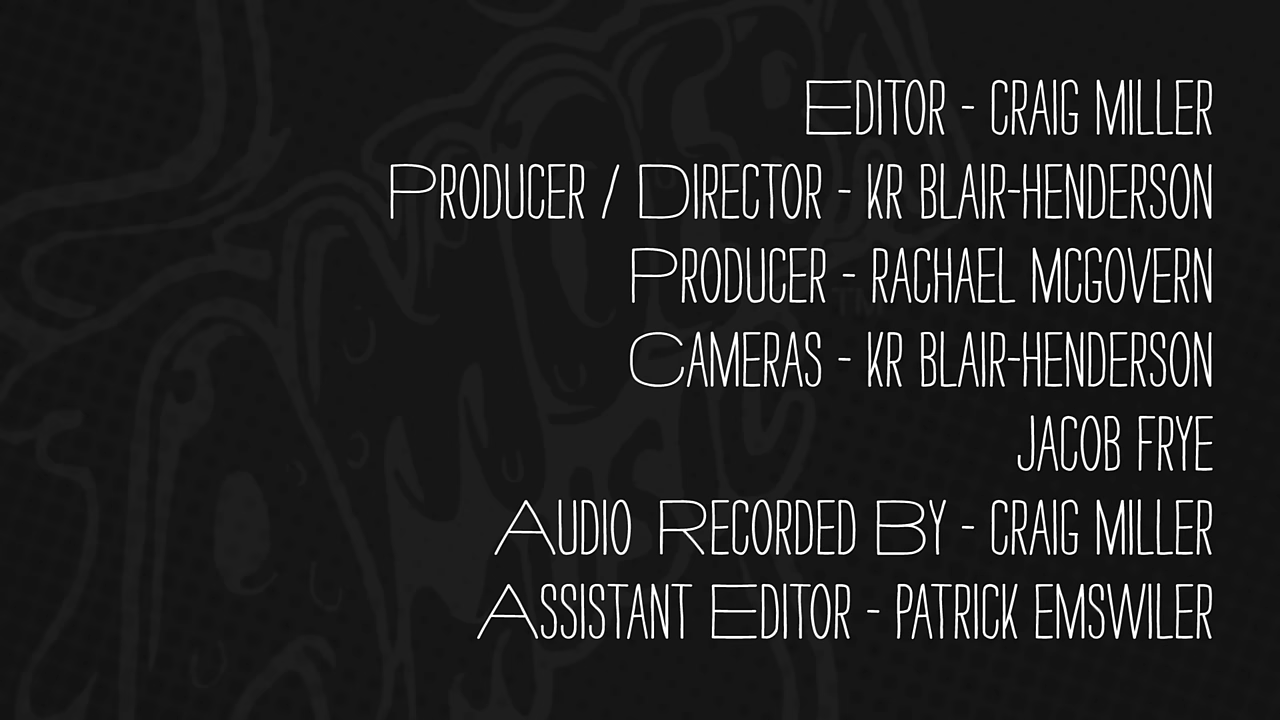 EDITOR - CRAIG MILLER
PRODUCER / DIRECTOR - KR BLAIR-HENDERSON
PRODUCER - RACHAEL MCGOVERN
CAMERAS - KR BLAIR-HENDERSON
JACOB FRYE
AUDIO RECORDED BY - CRAIG MILLER
ASSISTANT EDITOR - PATRICK EMSWILER
TM